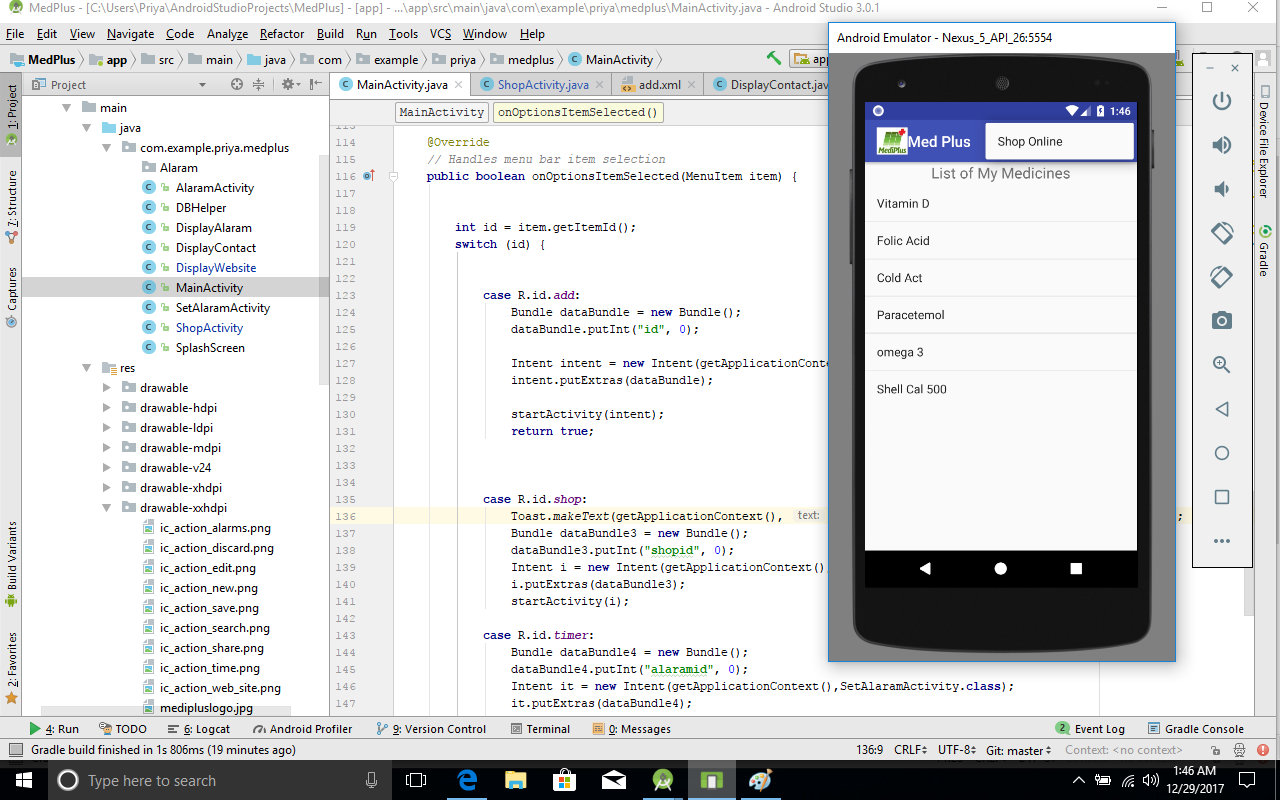 MedPlus - [C:\Users\Priya\AndroidStudioProjects\MedPlus] - [app] - ...\app\src\main\java\com\example\priya\medplus\MainActivity.java - Android Studio 3.0.1
File Edit View Navigate Code Analyze Refactor Build Run Tools VCS Window Help
MedPlus app src main java com example priya medplus MainActivity app
1: Project
7: Structure
Captures
Build Variants
2: Favorites
Project
main
java
com.example.priya.medplus
Alaram
AlaramActivity
DBHelper
DisplayAlaram
DisplayContact
DisplayWebsite
MainActivity
SetAlaramActivity
ShopActivity
SplashScreen
res
drawable
drawable-hdpi
drawable-ldpi
drawable-mdpi
drawable-v24
drawable-xhdpi
drawable-xxhdpi
ic_action_alarms.png
ic_action_discard.png
ic_action_edit.png
ic_action_new.png
ic_action_save.png
ic_action_search.png
ic_action_share.png
ic_action_time.png
ic_action_web_site.png
medipluslogo.jpg
MainActivity.java ShopActivity.java add.xml DisplayContact.jav
MainActivity onOptionsItemSelected()
113
114 @Override
115 // Handles menu bar item selection
116 public boolean onOptionsItemSelected(MenuItem item) {
117
118
119 int id = item.getItemId();
120 switch (id) {
121
122
123 case R.id.add:
124 Bundle dataBundle = new Bundle();
125 dataBundle.putInt("id", 0);
126
127 Intent intent = new Intent(getApplicationConte
128 intent.putExtras(dataBundle);
129
130 startActivity(intent);
131 return true;
132
133
134
135 case R.id.shop:
136 Toast.makeText(getApplicationContext(), text: ;
137 Bundle dataBundle3 = new Bundle();
138 dataBundle3.putInt("shopid", 0);
139 Intent i = new Intent(getApplicationContext()
140 i.putExtras(dataBundle3);
141 startActivity(i);
142
143 case R.id.timer:
144 Bundle dataBundle4 = new Bundle();
145 dataBundle4.putInt("alaramid", 0);
146 Intent it = new Intent(getApplicationContext(),SetAlaramActivity.class);
147 it.putExtras(dataBundle4);
Android Emulator - Nexus_5_API_26:5554
1:46
MediPlus
Med Plus
Shop Online
List of My Medicines
Vitamin D
Folic Acid
Cold Act
Paracetemol
omega 3
Shell Cal 500
Device File Explorer
Gradle
4: Run TODO 6: Logcat Android Profiler 9: Version Control Terminal 0: Messages 2 Event Log Gradle Console
Gradle build finished in 1s 806ms (19 minutes ago) 136:9 CRLF UTF-8 Git: master Context: <no context>
Type here to search
1:46 AM
12/29/2017